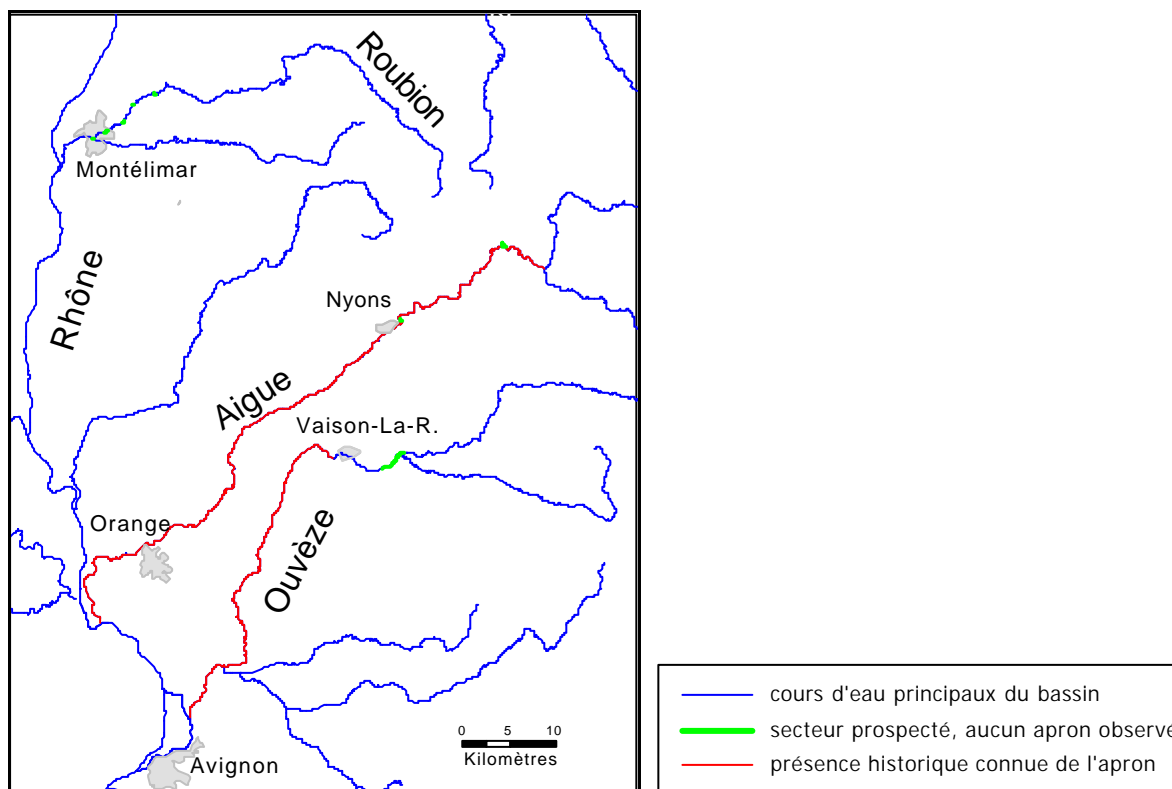 Roubion
Montélimar
Rhône
Nyons
Aigue
Vaison-La-R.
Orange
Ouvèze
0 5 10
Kilomètres
Avignon
cours d'eau principaux du bassin
secteur prospecté, aucun apron observé
présence historique connue de l'apron